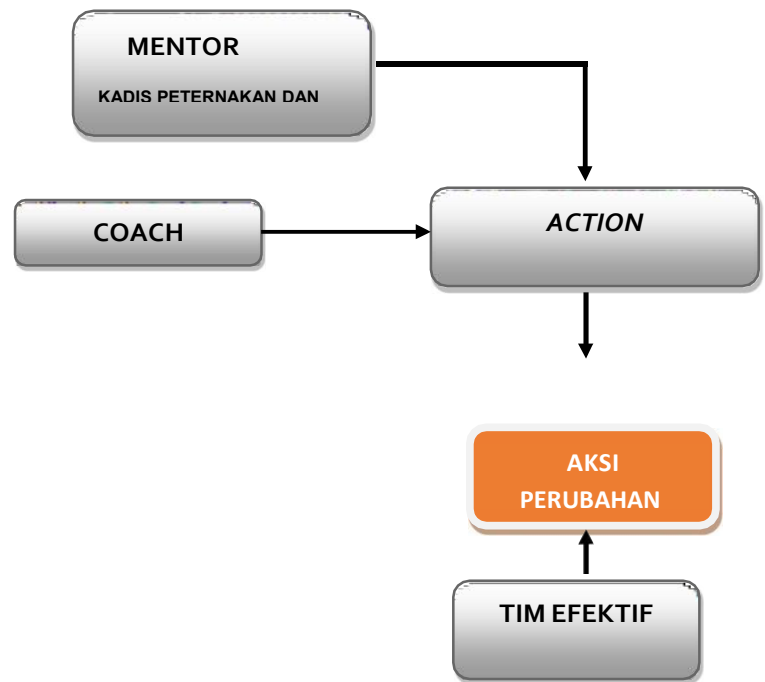 MENTOR
KADIS PETERNAKAN DAN
COACH
ACTION
AKSI
PERUBAHAN
TIM EFEKTIF